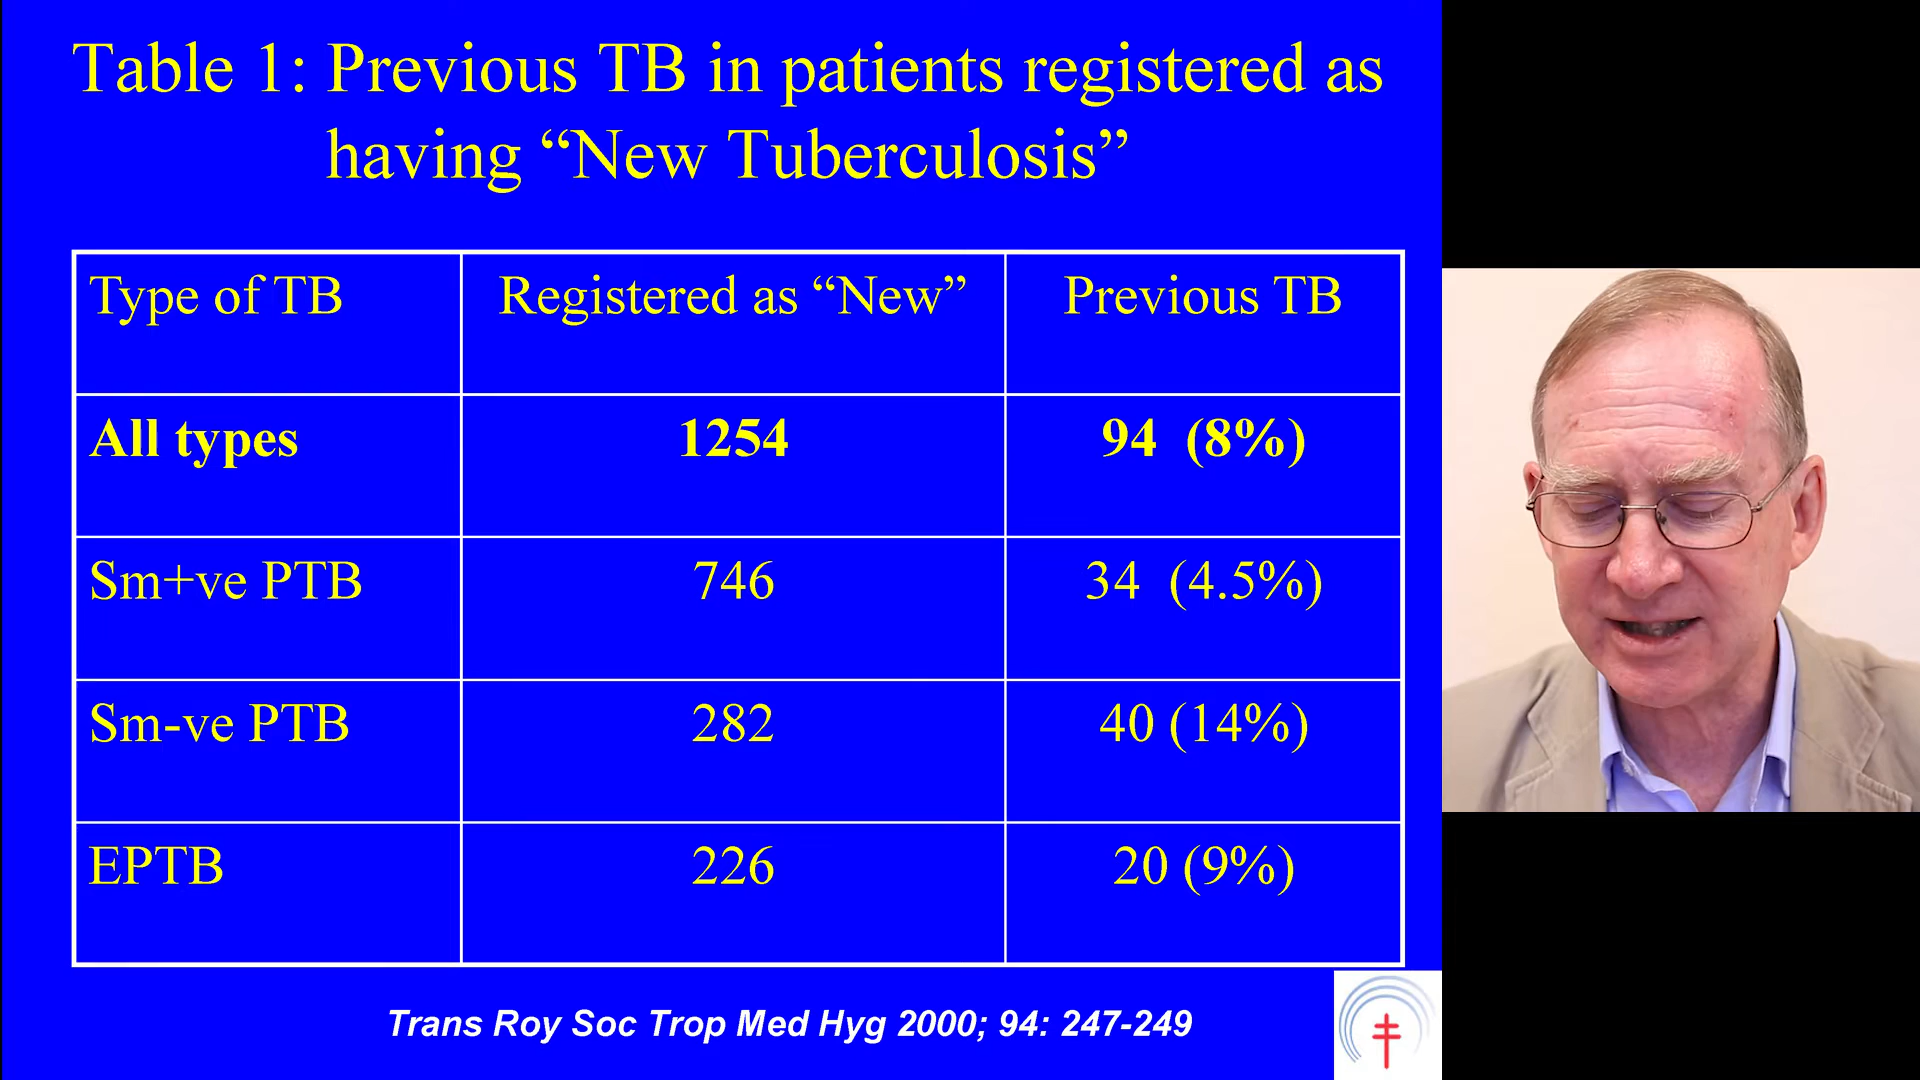 Table 1: Previous TB in patients registered as
having “New Tuberculosis”
Type of TB Registered as “New” Previous TB
All types 1254 94 (8%)
Sm+ve PTB 746 34 (4.5%)
Sm-ve PTB 282 40 (14%)
EPTB 226 20 (9%)
Trans Roy Soc Trop Med Hyg 2000; 94: 247-249